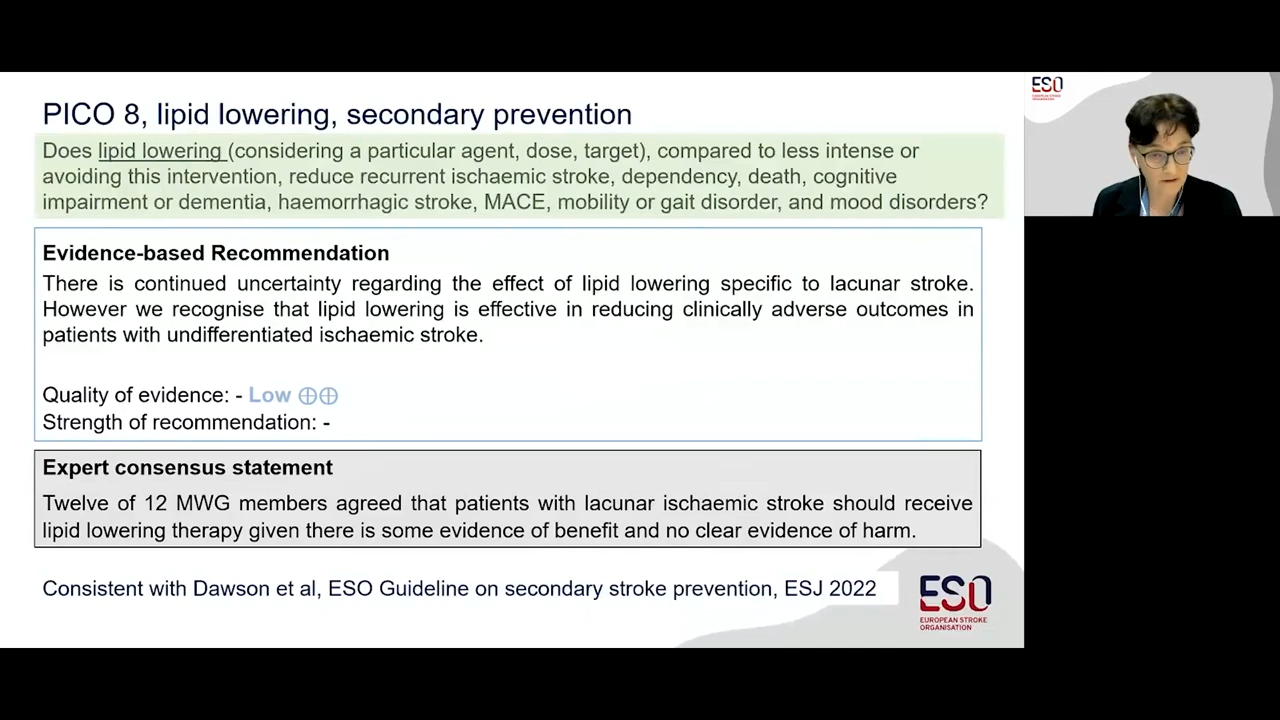 PICO 8, lipid lowering, secondary prevention
Does lipid lowering (considering a particular agent, dose, target), compared to less intense or
avoiding this intervention, reduce recurrent ischaemic stroke, dependency, death, cognitive
impairment or dementia, haemorrhagic stroke, MACE, mobility or gait disorder, and mood disorders?
Evidence-based Recommendation
There is continued uncertainty regarding the effect of lipid lowering specific to lacunar stroke.
However we recognise that lipid lowering is effective in reducing clinically adverse outcomes in
patients with undifferentiated ischaemic stroke.
Quality of evidence: - Low ⊕⊕
Strength of recommendation: -
Expert consensus statement
Twelve of 12 MWG members agreed that patients with lacunar ischaemic stroke should receive
lipid lowering therapy given there is some evidence of benefit and no clear evidence of harm.
Consistent with Dawson et al, ESO Guideline on secondary stroke prevention, ESJ 2022
ESO
EUROPEAN STROKE
ORGANISATION
ESO
EUROPEAN STROKE
ORGANISATION